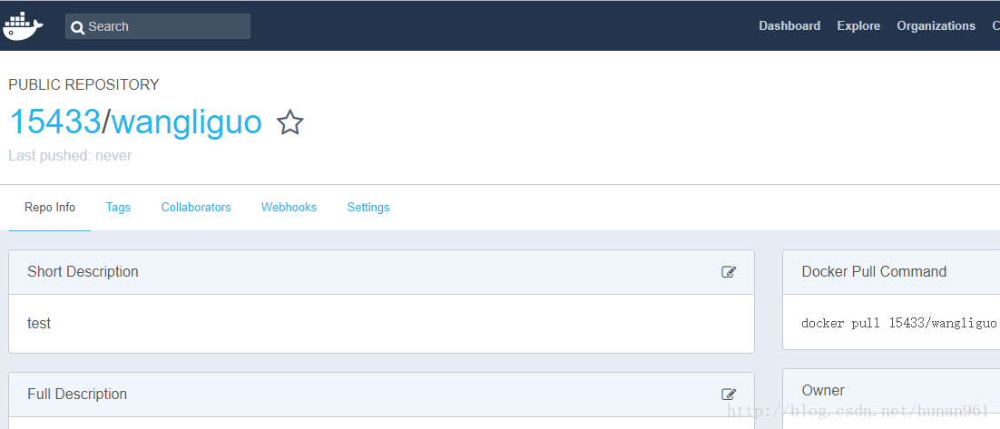 Search
Dashboard Explore Organizations C
PUBLIC REPOSITORY
15433/wangliguo
Last pushed: never
Repo Info Tags Collaborators Webhooks Settings
Short Description
test
Full Description
Docker Pull Command
docker pull 15433/wangliguo
Owner
http://blog.csdn.net/hunan961